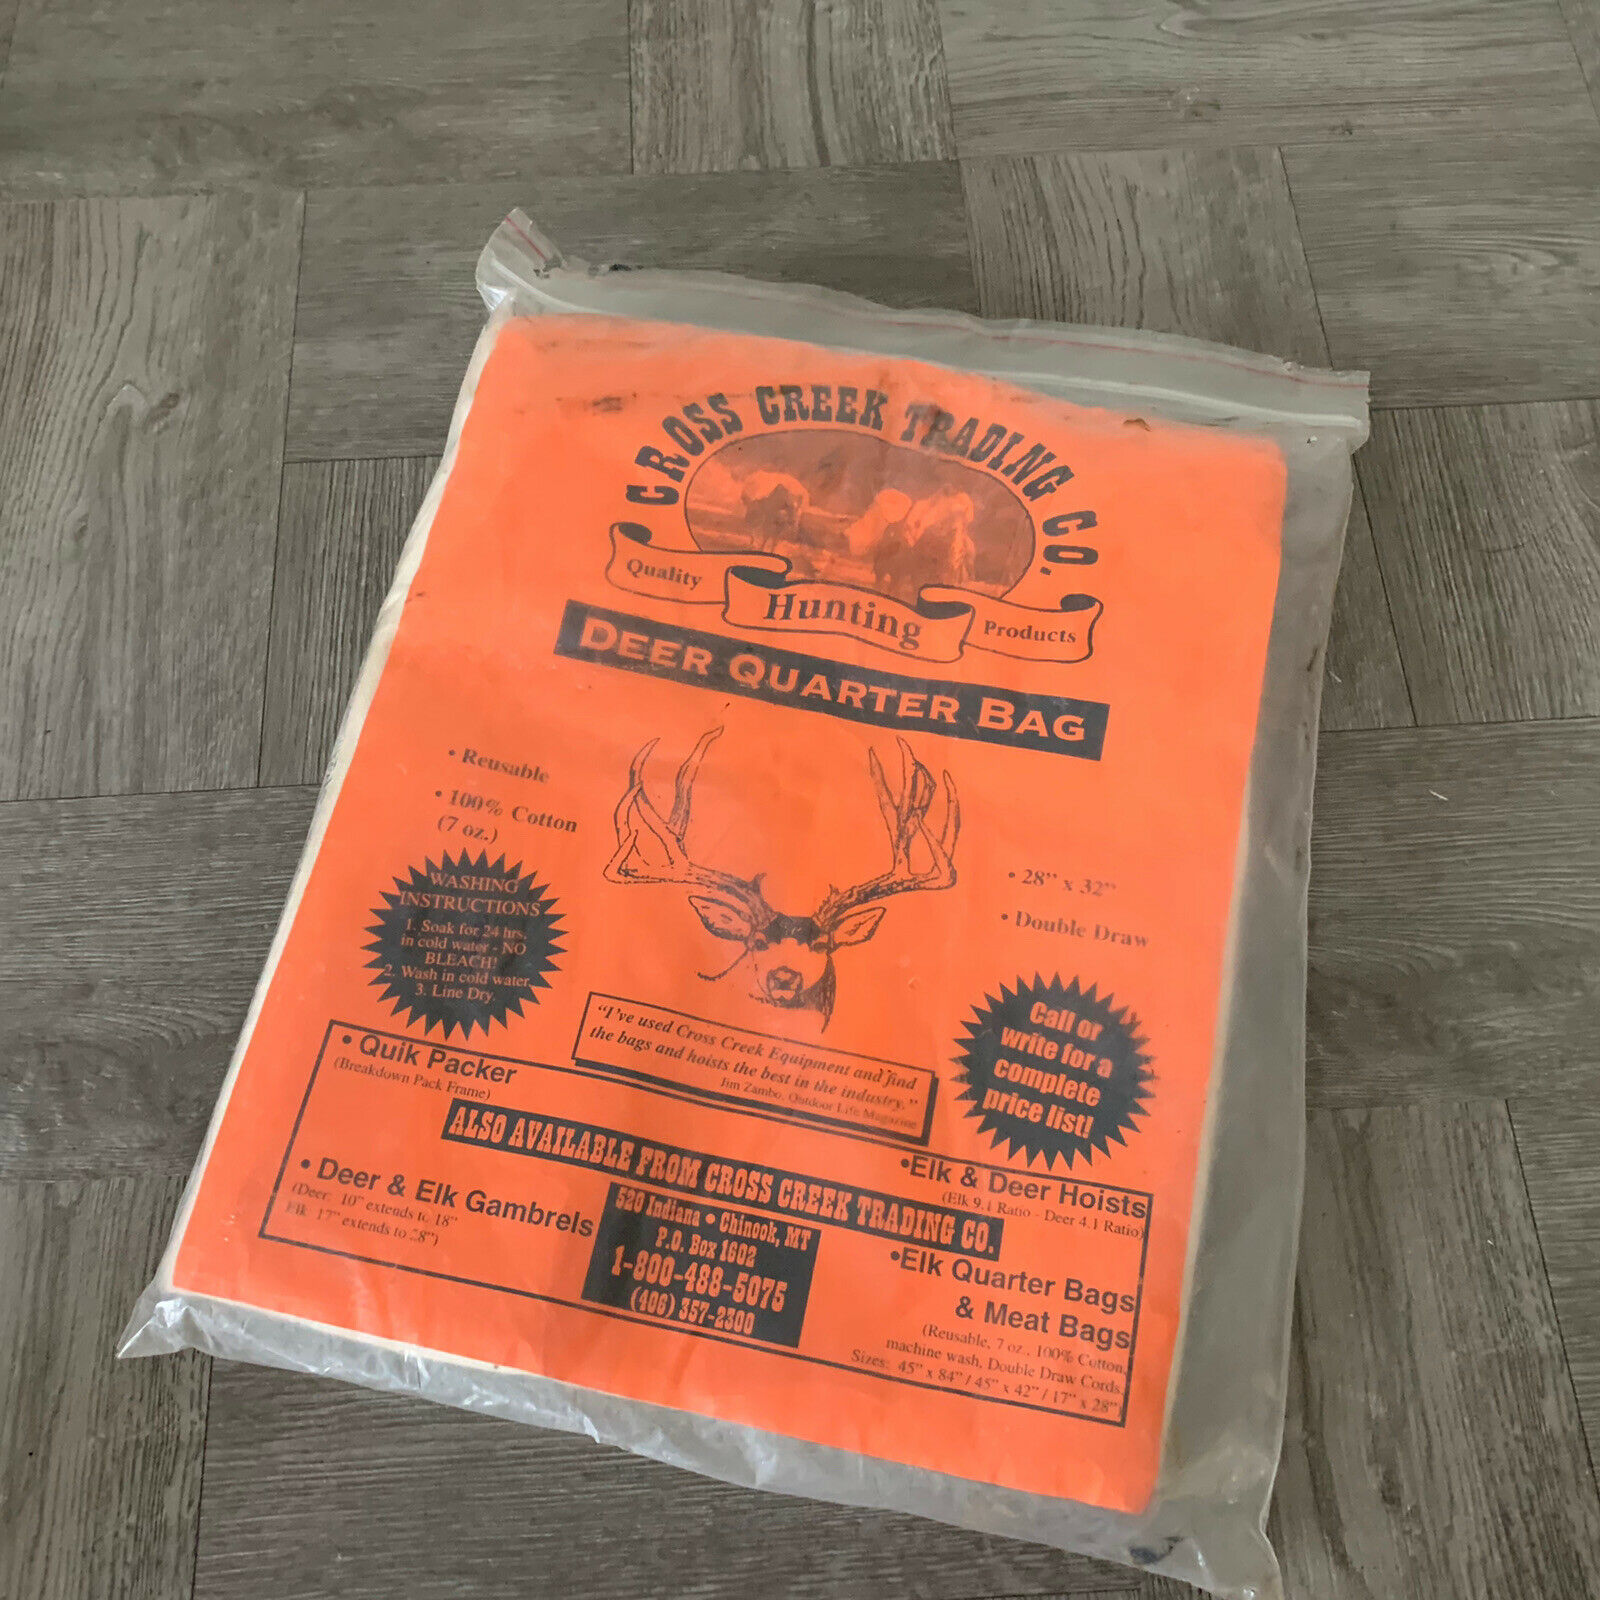 CROSS CREEK TRADING CO.
Quality
Hunting
Products
DEER QUARTER BAG
• Reusable
• 100% Cotton
(7 oz.)
• 28" x 32"
• Double Draw
WASHING
INSTRUCTIONS
1. Soak for 24 hrs.
in cold water - NO
BLEACH!
2. Wash in cold water
3. Line Dry.
"I've used Cross Creek Equipment and find
the bags and hoists the best in the industry."
Jim Zumbo, Outdoor Life Magazine
Call or
write for a
complete
price list!
• Quik Packer
(Breakdown Pack Frame)
ALSO AVAILABLE FROM CROSS CREEK TRADING CO.
• Deer & Elk Gambrels
(Deer: 10" extends to 18"
Elk 17" extends to 28")
520 Indiana • Chinook, MT
P.O. Box 1602
1-800-488-5075
(406) 357-2300
•Elk & Deer Hoists
(Elk 9.1 Ratio - Deer 4.1 Ratio)
•Elk Quarter Bags
& Meat Bags
(Reusable, 7 oz., 100% Cotton,
machine wash, Double Draw Cords,
Sizes: 45" x 84" / 45" x 42" / 17" x 28")